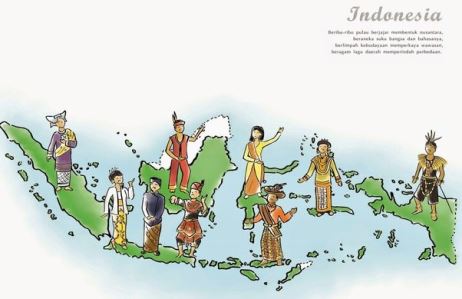 Indonesia
Beribu-ribu pulau berjajar membentuk nusantara,
beraneka suku bangsa dan bahasanya,
berlimpah kebudayaan memperkaya wawasan,
beragam lagu daerah memperindah perbedaan.